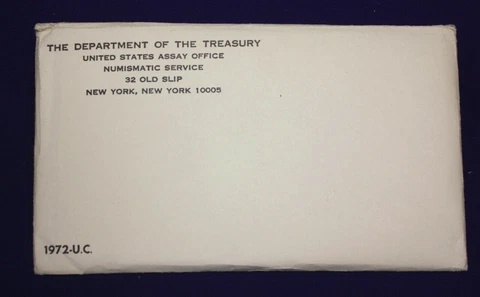 THE DEPARTMENT OF THE TREASURY
UNITED STATES ASSAY OFFICE
NUMISMATIC SERVICE
32 OLD SLIP
NEW YORK, NEW YORK 10005
1972-U.C.